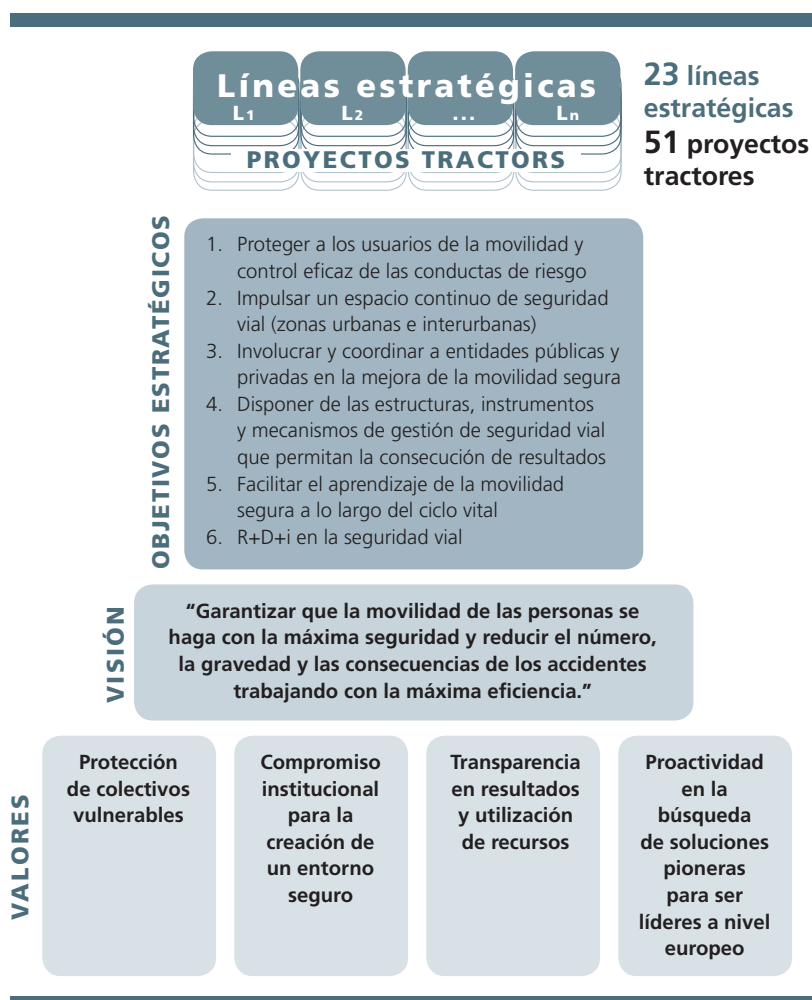 Líneas estratégicas
L1 L2 ... Ln
PROYECTOS TRACTORS
23 líneas
estratégicas
51 proyectos
tractores
OBJETIVOS ESTRATÉGICOS
1. Proteger a los usuarios de la movilidad y
control eficaz de las conductas de riesgo
2. Impulsar un espacio continuo de seguridad
vial (zonas urbanas e interurbanas)
3. Involucrar y coordinar a entidades públicas y
privadas en la mejora de la movilidad segura
4. Disponer de las estructuras, instrumentos
y mecanismos de gestión de seguridad vial
que permitan la consecución de resultados
5. Facilitar el aprendizaje de la movilidad
segura a lo largo del ciclo vital
6. R+D+i en la seguridad vial
VISIÓN
“Garantizar que la movilidad de las personas se
haga con la máxima seguridad y reducir el número,
la gravedad y las consecuencias de los accidentes
trabajando con la máxima eficiencia.”
VALORES
Protección
de colectivos
vulnerables
Compromiso
institucional
para la
creación de
un entorno
seguro
Transparencia
en resultados
y utilización
de recursos
Proactividad
en la
búsqueda
de soluciones
pioneras
para ser
líderes a nivel
europeo